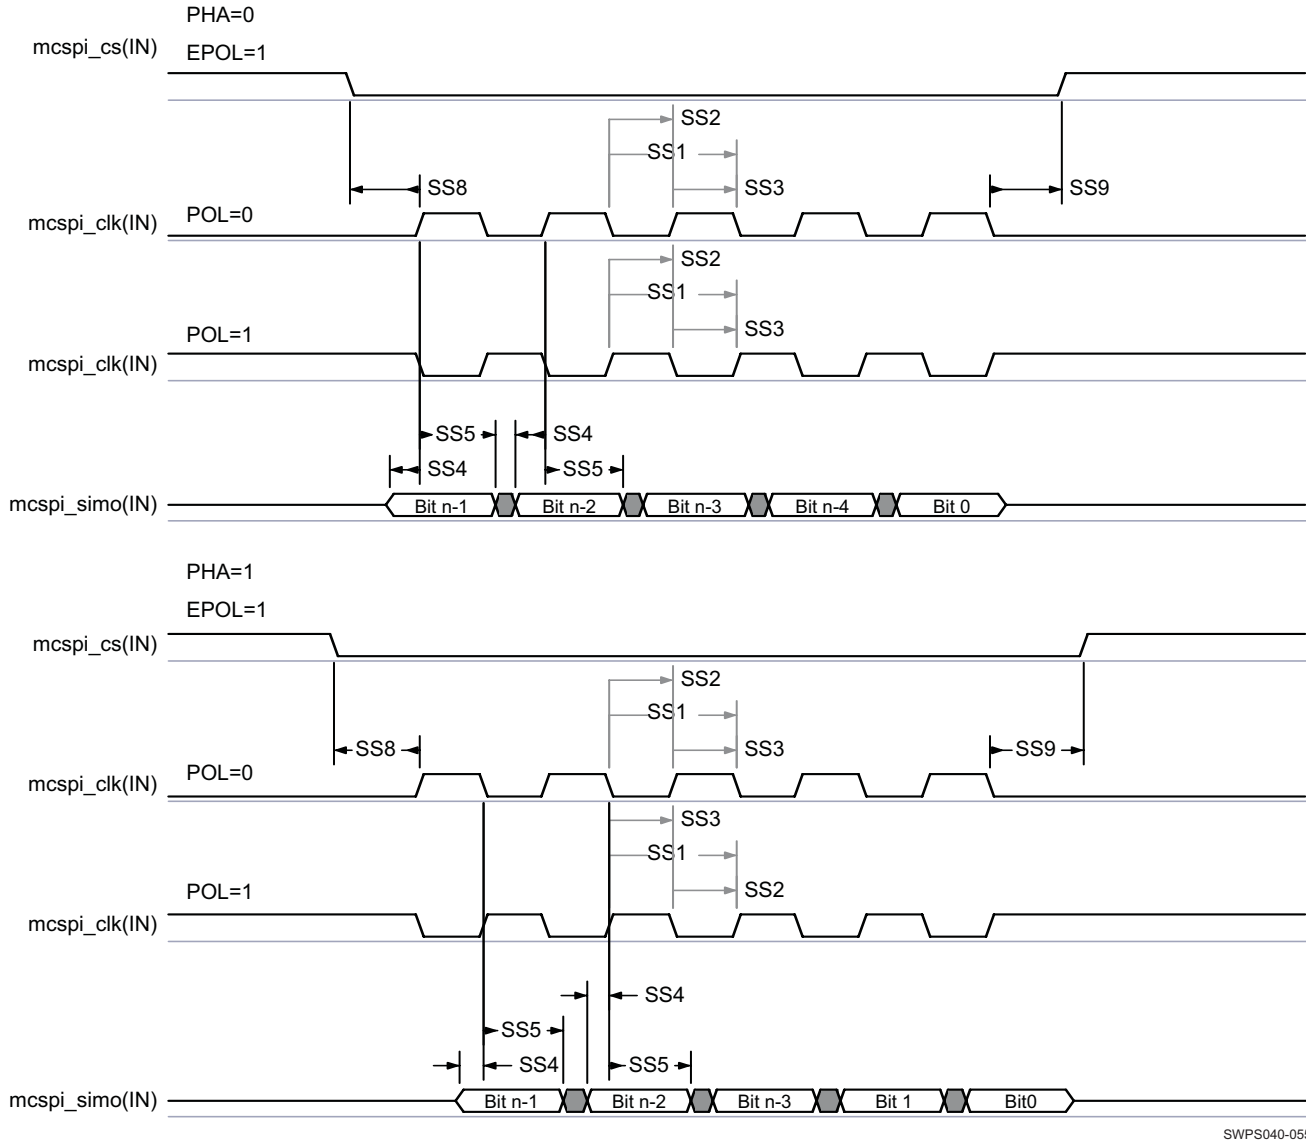 PHA=0
mcspi_cs(IN) EPOL=1
SS2
SS1
SS8 SS3 SS9
mcspi_clk(IN) POL=0
SS2
SS1
SS3
POL=1
mcspi_clk(IN)
SS5 SS4
SS4 SS5
mcspi_simo(IN) Bit n-1 Bit n-2 Bit n-3 Bit n-4 Bit 0
PHA=1
EPOL=1
mcspi_cs(IN)
SS2
SS1
SS8 SS3 SS9
POL=0
mcspi_clk(IN)
SS3
SS1
POL=1 SS2
mcspi_clk(IN)
SS4
SS5
SS4 SS5
mcspi_simo(IN) Bit n-1 Bit n-2 Bit n-3 Bit 1 Bit0